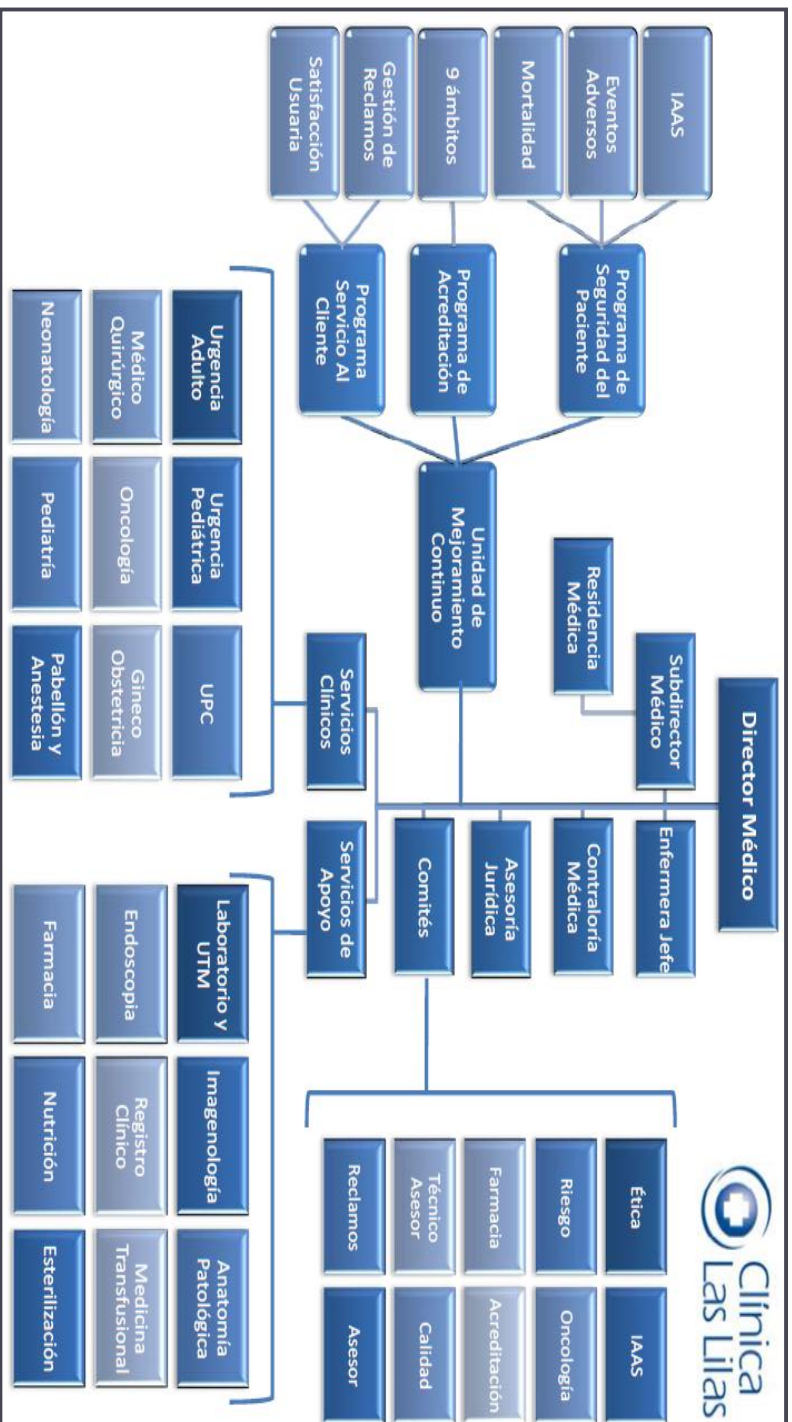 Clínica
Las Lilas
Director Médico
Subdirector
Médico
Enfermera Jefe
Residencia
Médica
Contraloría
Médica
Asesoría
Jurídica
Comités
Unidad de
Mejoramiento
Continuo
Programa de
Seguridad del
Paciente
IAAS
Eventos
Adversos
Mortalidad
Programa de
Acreditación
9 ámbitos
Programa
Servicio Al
Cliente
Gestión de
Reclamos
Satisfacción
Usuaria
Ética
IAAS
Riesgo
Oncología
Farmacia
Acreditación
Técnico
Asesor
Calidad
Reclamos
Asesor
Servicios
Clínicos
Urgencia
Adulto
Urgencia
Pediátrica
UPC
Médico
Quirúrgico
Oncología
Gineco
Obstetricia
Neonatología
Pediatría
Pabellón y
Anestesia
Servicios de
Apoyo
Laboratorio y
UTM
Imagenología
Anatomía
Patológica
Endoscopia
Registro
Clínico
Medicina
Transfusional
Farmacia
Nutrición
Esterilización